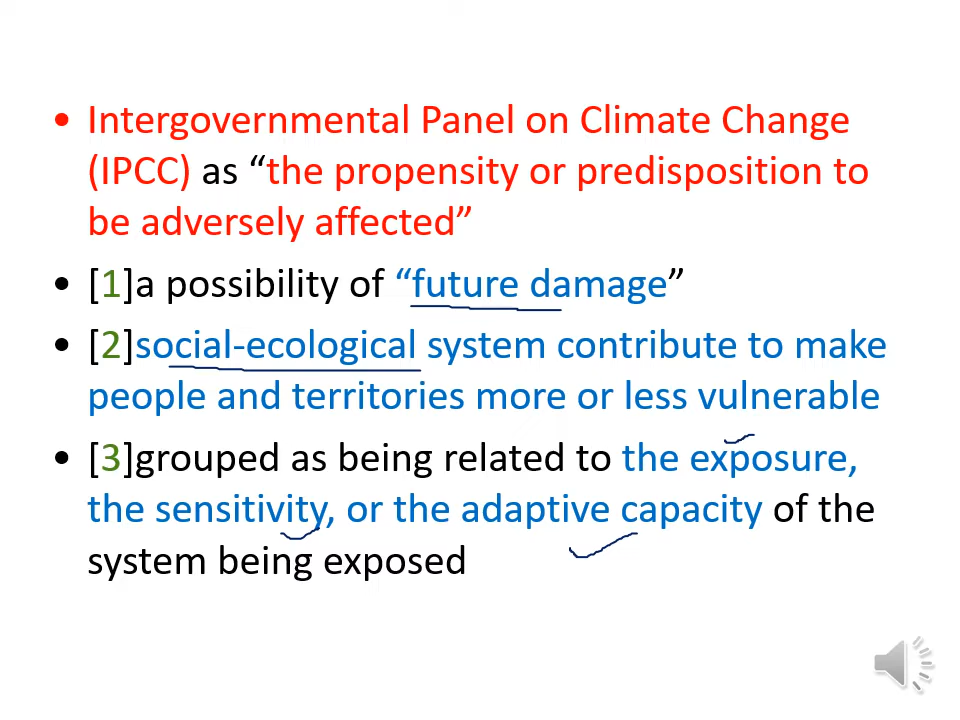 • Intergovernmental Panel on Climate Change
(IPCC) as “the propensity or predisposition to
be adversely affected”
• [1]a possibility of “future damage”
• [2]social-ecological system contribute to make
people and territories more or less vulnerable
• [3]grouped as being related to the exposure,
the sensitivity, or the adaptive capacity of the
system being exposed